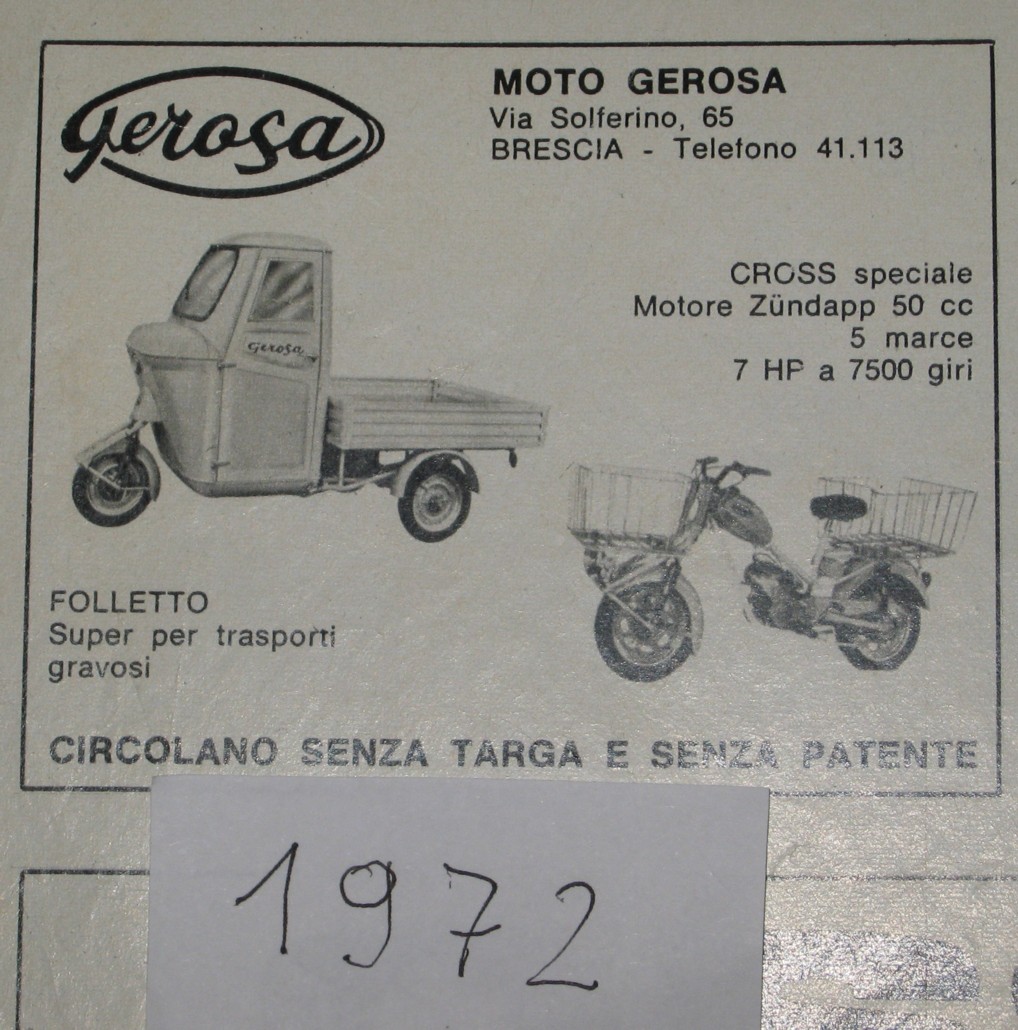 gerosa
MOTO GEROSA
Via Solferino, 65
BRESCIA - Telefono 41.113
CROSS speciale
Motore Zündapp 50 cc
5 marce
7 HP a 7500 giri
Gerosa
FOLLETTO
Super per trasporti
gravosi
CIRCOLANO SENZA TARGA E SENZA PATENTE
1972